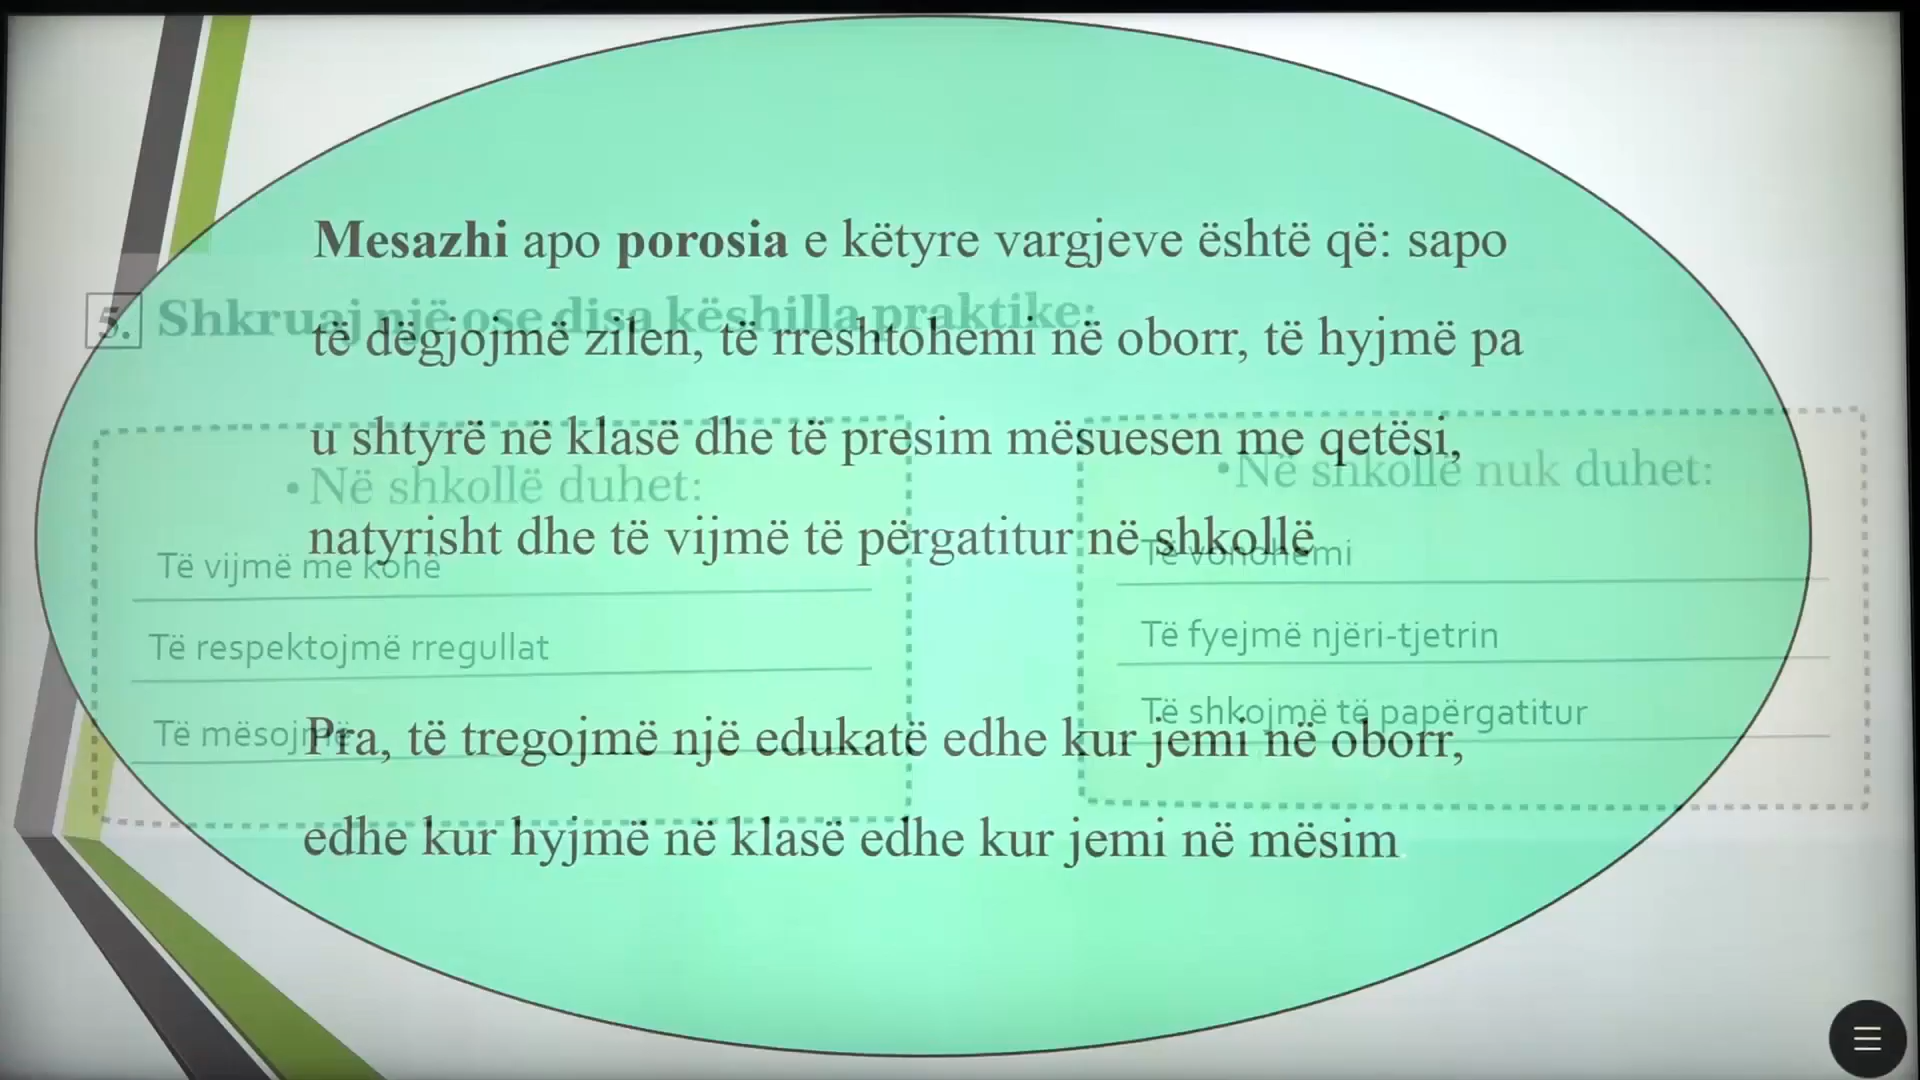 Mesazhi apo porosia e këtyre vargjeve është që: sapo
të dëgjojmë zilen, të rreshtohemi në oborr, të hyjmë pa
u shtyrë në klasë dhe të presim mësuesen me qetësi,
natyrisht dhe të vijmë të përgatitur në shkollë
Pra, të tregojmë një edukatë edhe kur jemi në oborr,
edhe kur hyjmë në klasë edhe kur jemi në mësim
5. Shkruaj një ose disa këshilla praktike:
• Në shkollë duhet:
Të vijmë me kohë
Të respektojmë rregullat
Të mësojmë
• Në shkollë nuk duhet:
Të vonohemi
Të fyejmë njëri-tjetrin
Të shkojmë të papërgatitur